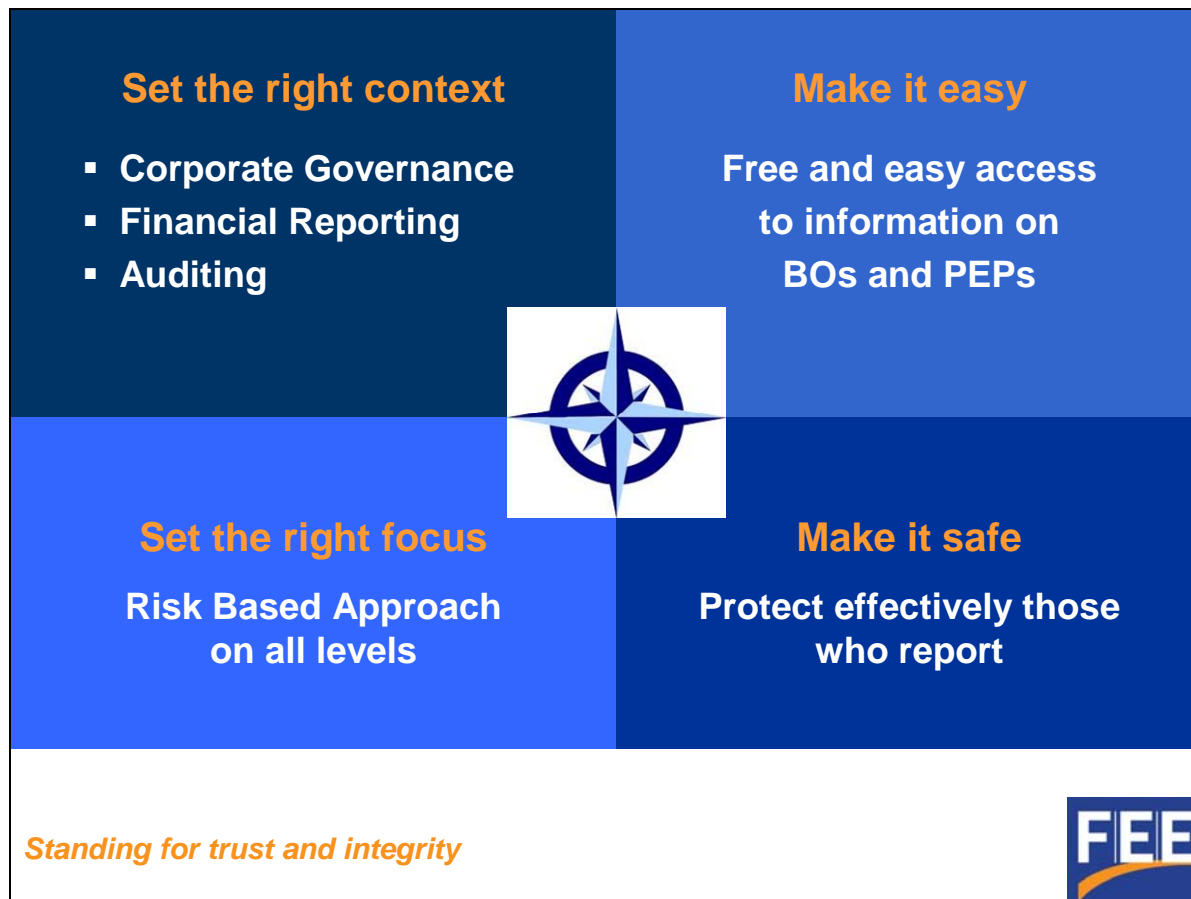 Set the right context
▪ Corporate Governance
▪ Financial Reporting
▪ Auditing
Make it easy
Free and easy access
to information on
BOs and PEPs
Set the right focus
Risk Based Approach
on all levels
Make it safe
Protect effectively those
who report
Standing for trust and integrity
FEE